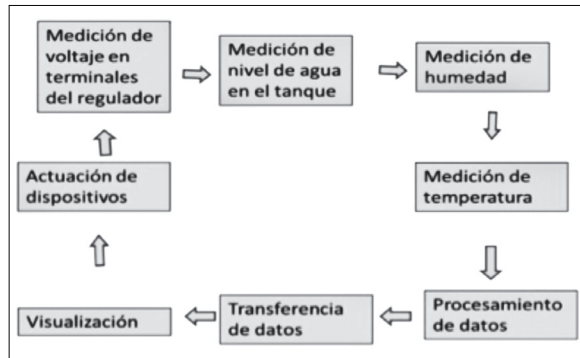 Medición de
voltaje en
terminales
del regulador
Medición de
nivel de agua
en el tanque
Medición de
humedad
Medición de
temperatura
Procesamiento
de datos
Transferencia
de datos
Visualización
Actuación de
dispositivos